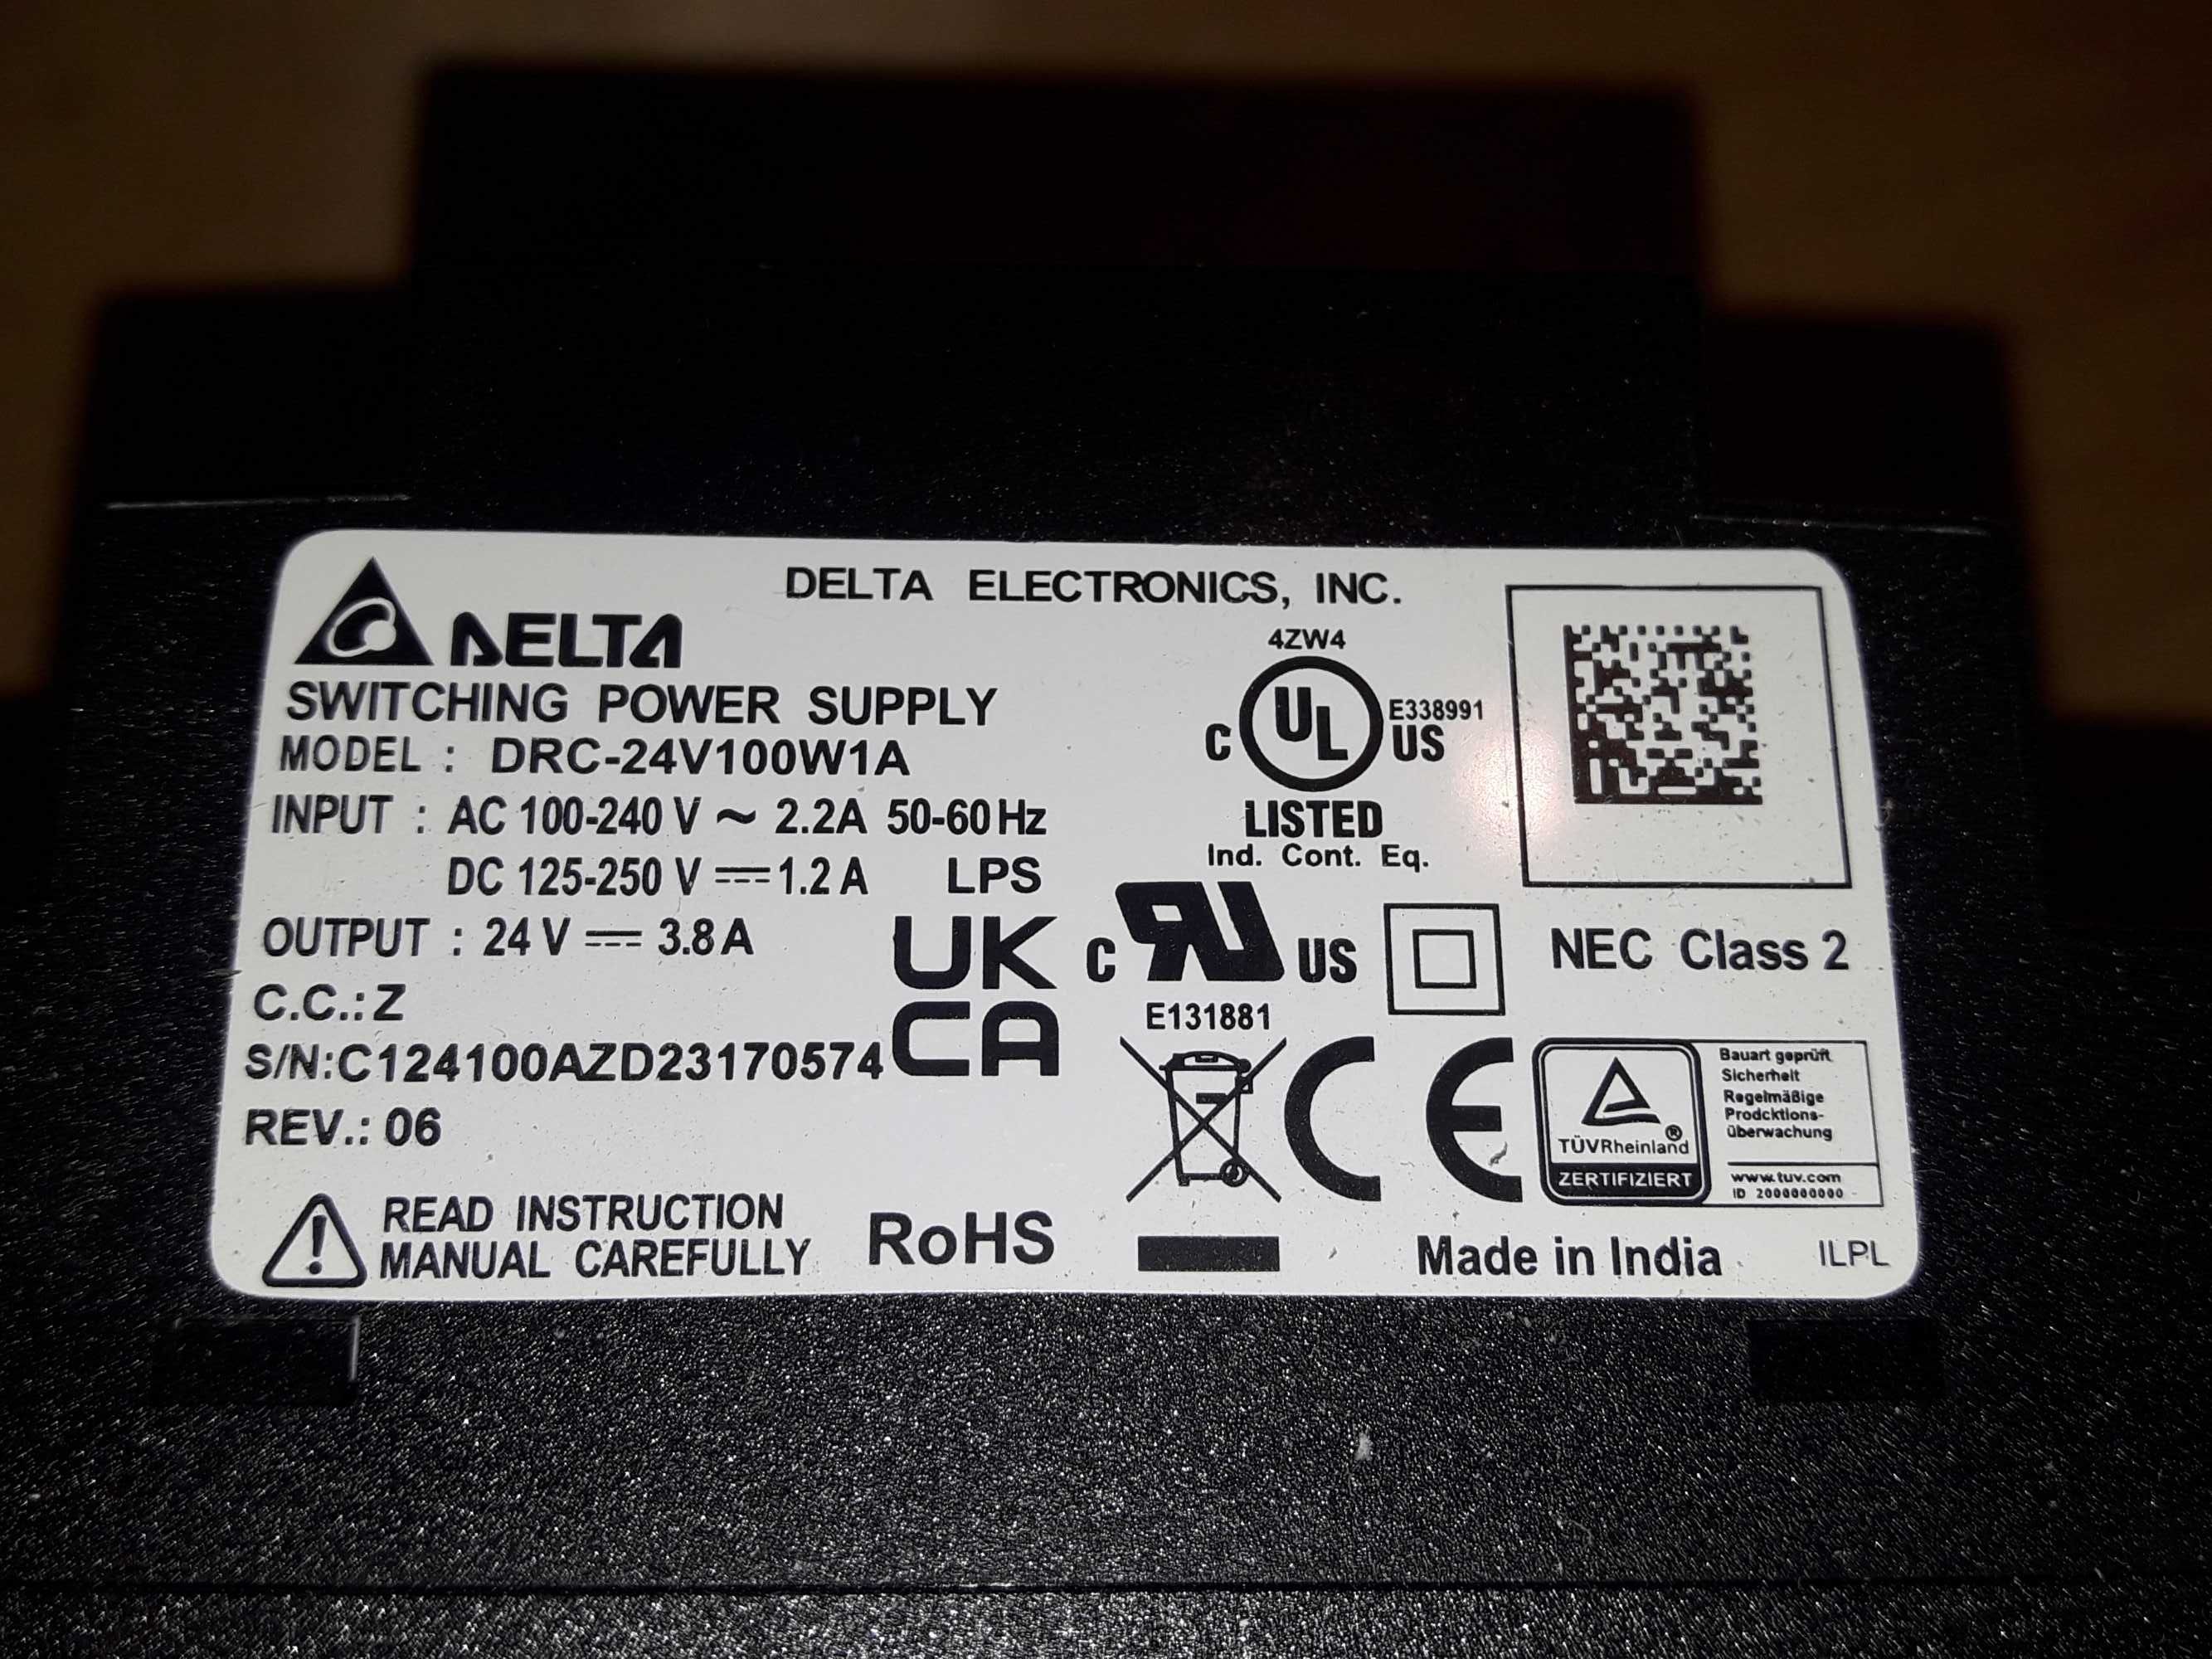 DELTA ELECTRONICS, INC.
DELTA
SWITCHING POWER SUPPLY
MODEL : DRC-24V100W1A
INPUT : AC 100-240 V ~ 2.2A 50-60 Hz
DC 125-250 V ⎓ 1.2 A LPS
OUTPUT : 24 V ⎓ 3.8 A
C.C.: Z
S/N:C124100AZD23170574
REV.: 06
READ INSTRUCTION
MANUAL CAREFULLY
RoHS
UK
CA
4ZW4
C UL US
E338991
LISTED
Ind. Cont. Eq.
C RU US
E131881
NEC Class 2
CE
TÜVRheinland®
ZERTIFIZIERT
Bauart geprüft
Sicherheit
Regelmäßige
Prodcktions-
überwachung
www.tuv.com
ID 2000000000
Made in India
ILPL